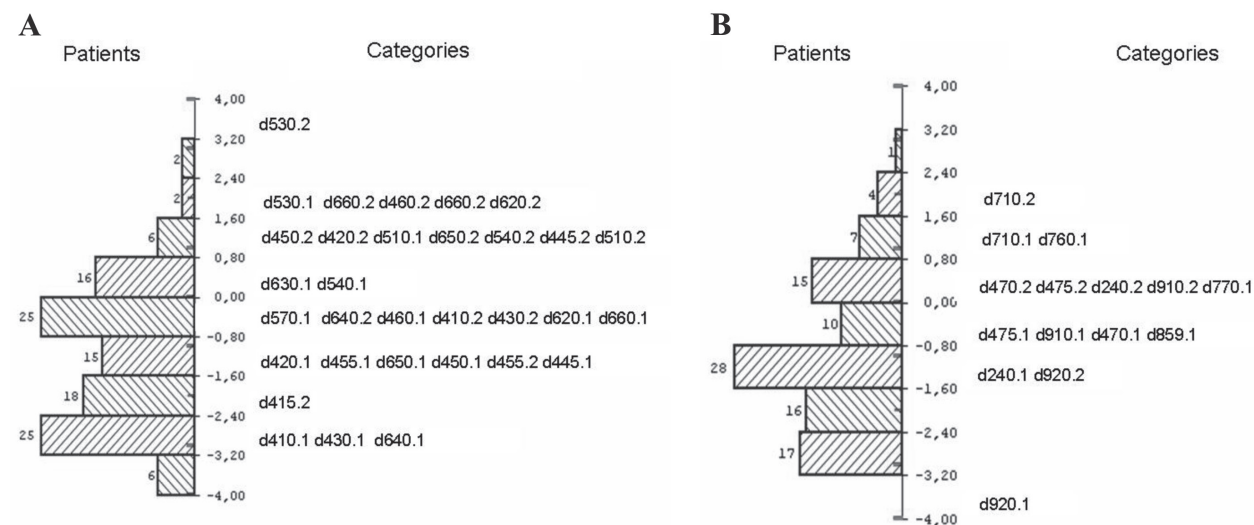 A
Patients Categories
4,00
d530.2
3,20
2
2,40
2 d530.1 d660.2 d460.2 d660.2 d620.2
1,60
6 d450.2 d420.2 d510.1 d650.2 d540.2 d445.2 d510.2
0,80
16 d630.1 d540.1
0,00
25 d570.1 d640.2 d460.1 d410.2 d430.2 d620.1 d660.1
-0,80
15 d420.1 d455.1 d650.1 d450.1 d455.2 d445.1
-1,60
18 d415.2
-2,40
25 d410.1 d430.1 d640.1
-3,20
6
-4,00
B
Patients Categories
4,00
3,20
1
2,40
4 d710.2
1,60
7 d710.1 d760.1
0,80
15 d470.2 d475.2 d240.2 d910.2 d770.1
0,00
10 d475.1 d910.1 d470.1 d859.1
-0,80
28 d240.1 d920.2
-1,60
16
-2,40
17
-3,20
d920.1
-4,00